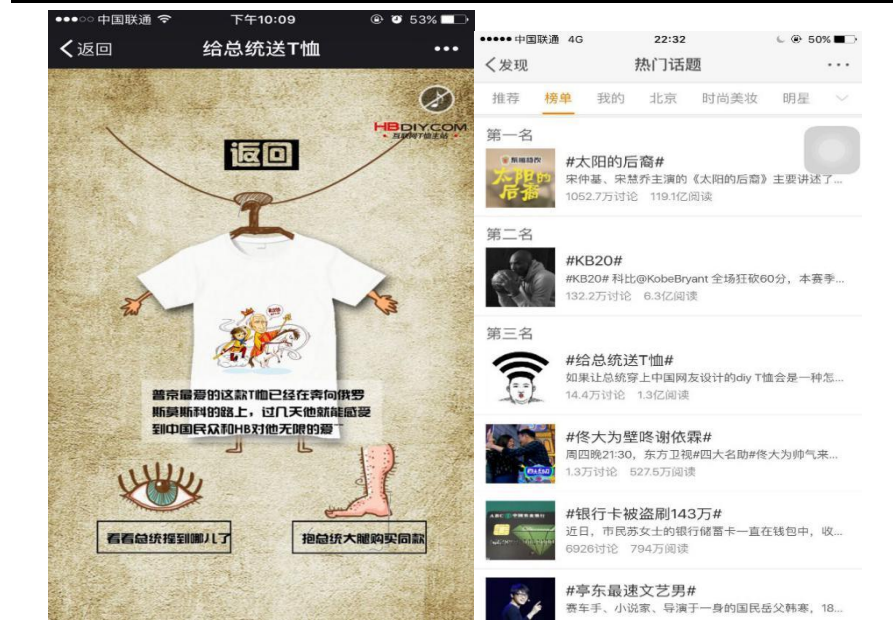 中国联通
下午10:09
53%
返回
给总统送T恤
HBDIYCOM
互联网T恤主站
返回
普京最爱的这款T恤已经在奔向俄罗
斯莫斯科的路上，过几天他就能感受
到中国民众和HB对他无限的爱
看看总统撞到哪儿了
抱总统大腿购买同款
中国联通 4G
22:32
50%
发现
热门话题
推荐 榜单 我的 北京 时尚美妆 明星
第一名
太阳的后裔
#太阳的后裔#
宋仲基、宋慧乔主演的《太阳的后裔》主要讲述了...
1052.7万讨论 119.1亿阅读
第二名
#KB20#
#KB20# 科比@KobeBryant 全场狂砍60分，本赛季...
132.2万讨论 6.3亿阅读
第三名
#给总统送T恤#
如果让总统穿上中国网友设计的diy T恤会是一种怎...
14.4万讨论 1.3亿阅读
#佟大为壁咚谢依霖#
周四晚21:30，东方卫视#四大名助#佟大为帅气来...
1.3万讨论 527.5万阅读
#银行卡被盗刷143万#
近日，市民苏女士的银行储蓄卡一直在钱包中，收...
6926讨论 794万阅读
#亭东最速文艺男#
赛车手、小说家、导演于一身的国民岳父韩寒，18...